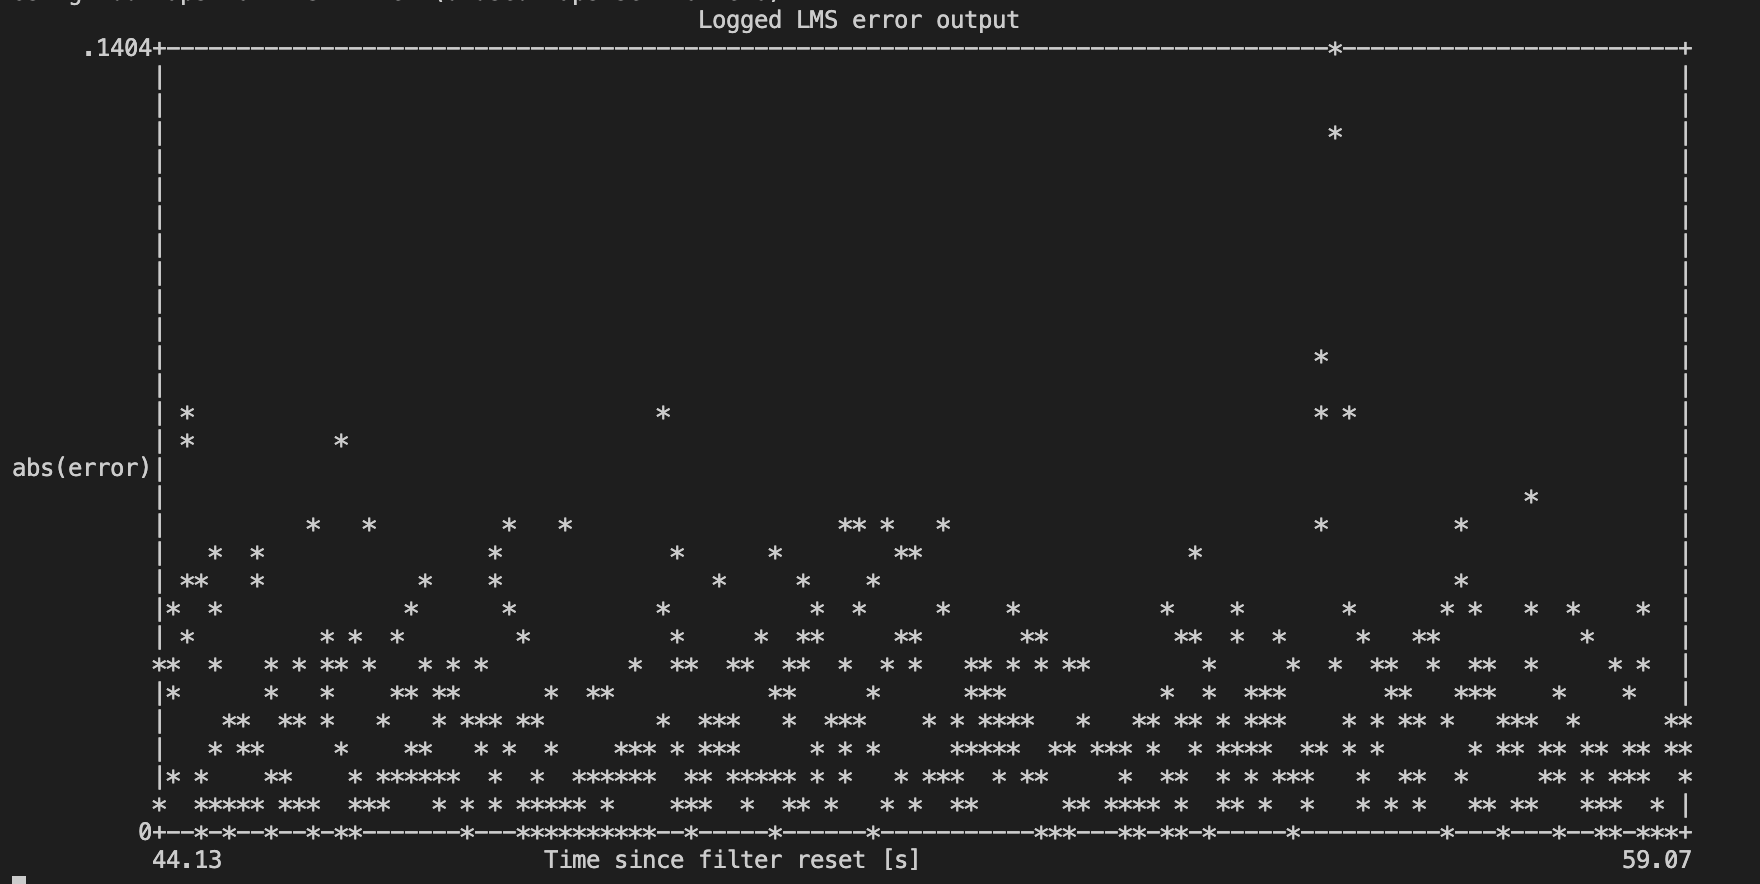 Logged LMS error output
.1404
abs(error)
0
44.13 Time since filter reset [s] 59.07